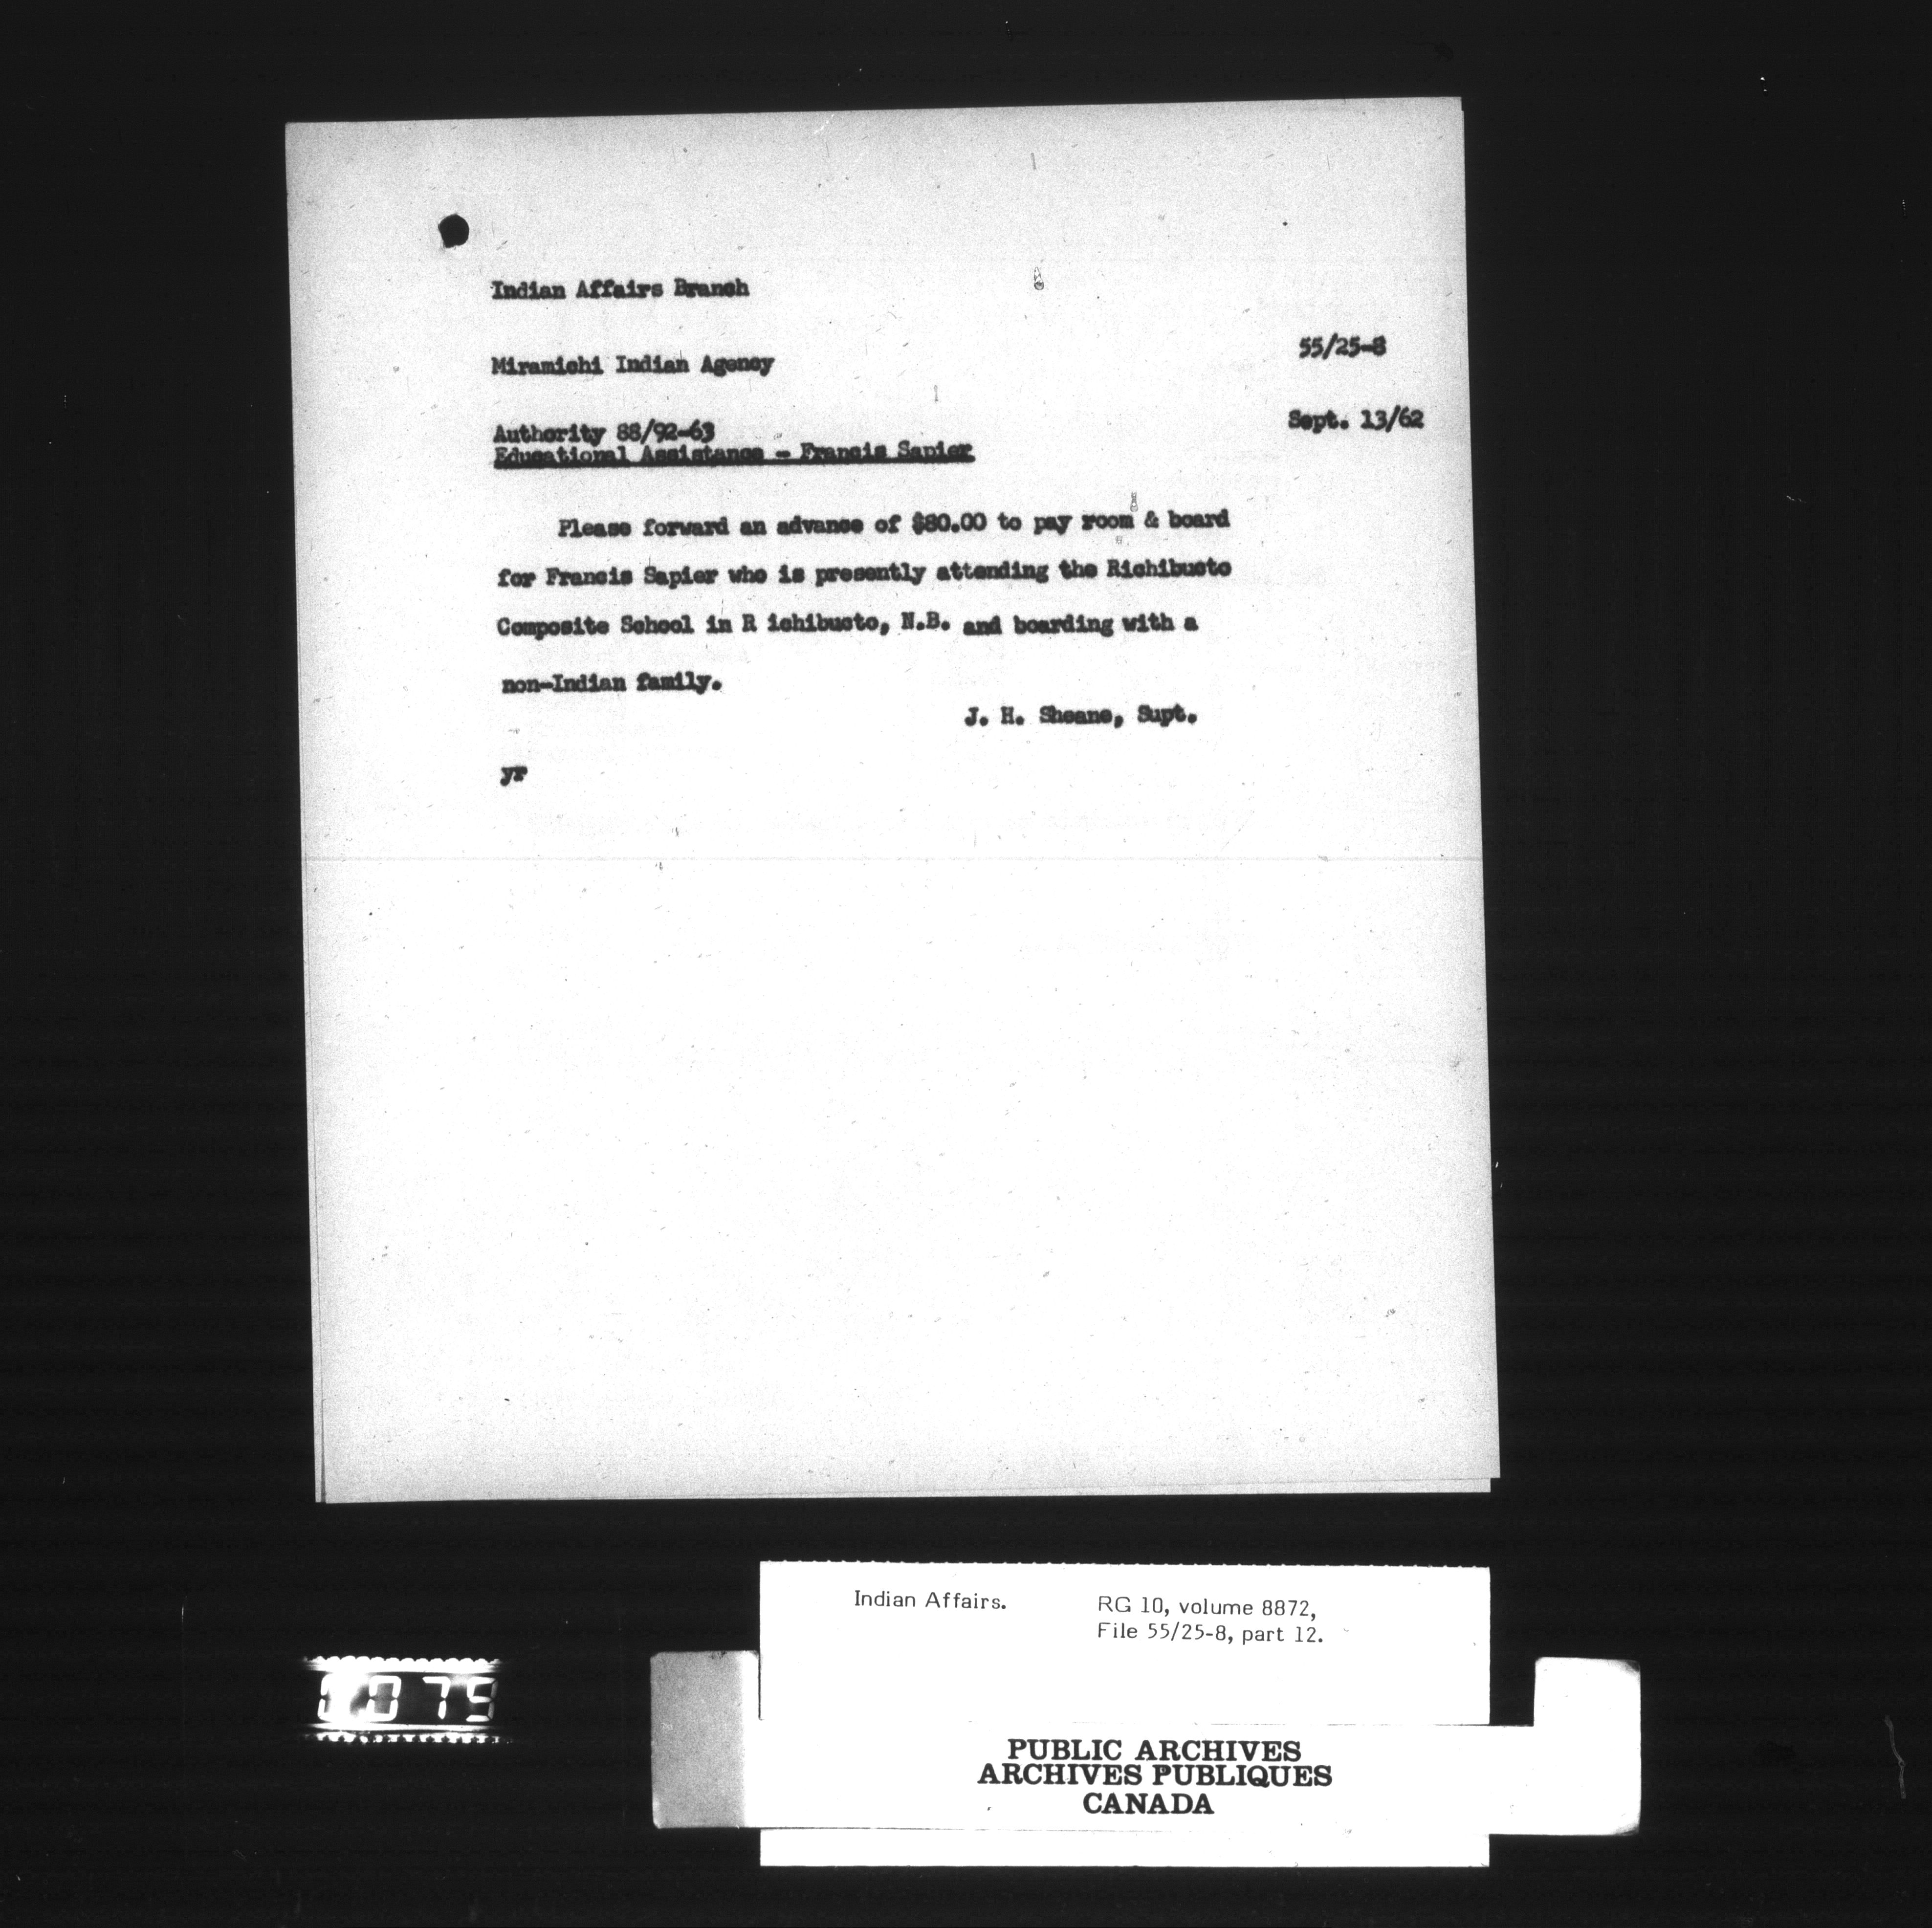 Indian Affairs Branch
55/25-8
Miramichi Indian Agency
Sept. 13/62
Authority 88/92-63
Educational Assistance - Francis Sapier
Please forward an advance of $80.00 to pay room & board
for Francis Sapier who is presently attending the Richibucto
Composite School in R ichibucto, N.B. and boarding with a
non-Indian family.
J. H. Sheane, Supt.
yr
Indian Affairs.
RG 10, volume 8872,
File 55/25-8, part 12.
PUBLIC ARCHIVES
ARCHIVES PUBLIQUES
CANADA